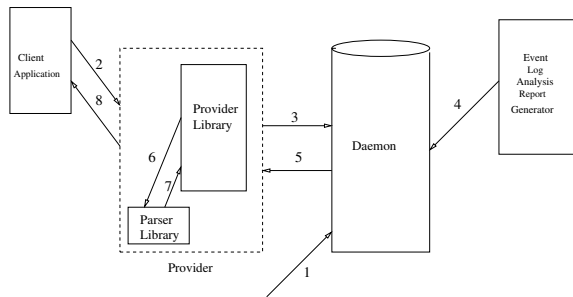 Client
Application
2
8
Provider
Library
6
7
Parser
Library
Provider
3
5
Daemon
1
4
Event
Log
Analysis
Report
Generator